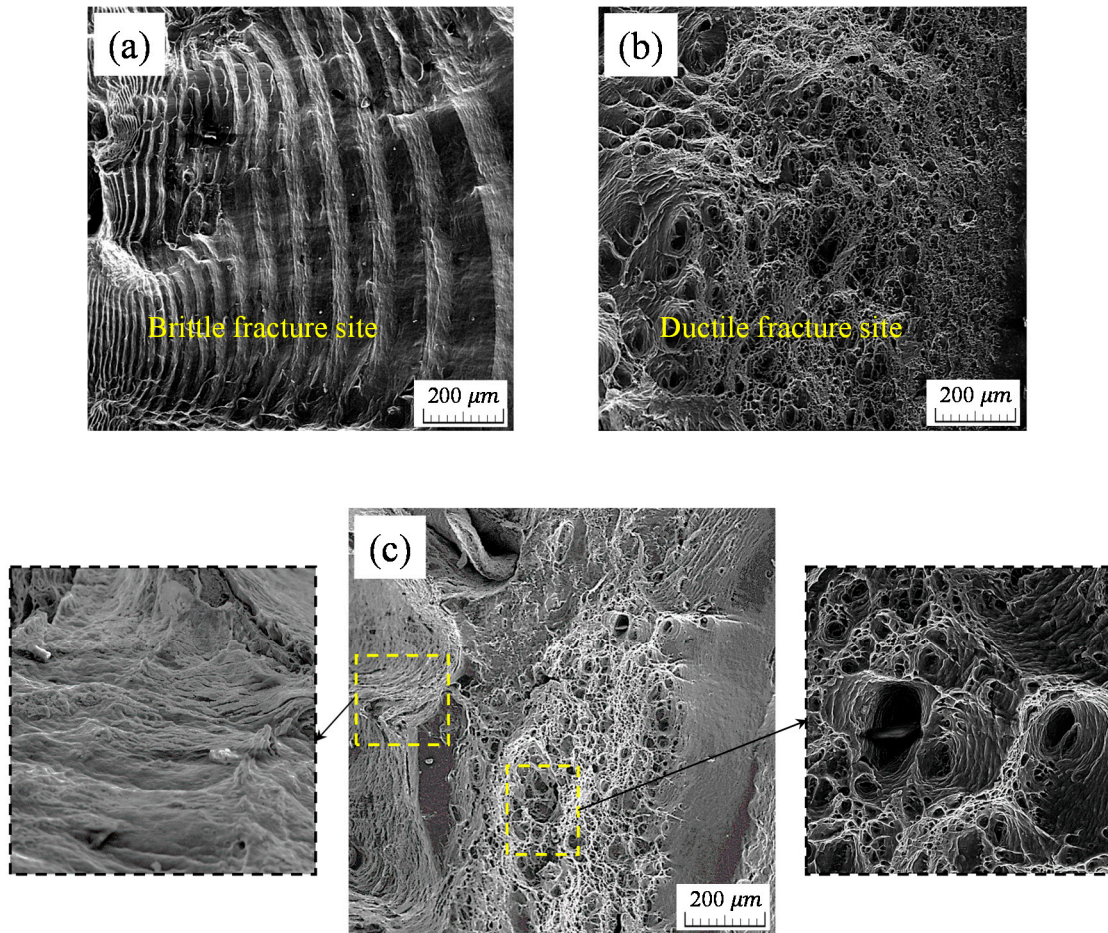 (a)
Brittle fracture site
200 μm
(b)
Ductile fracture site
200 μm
(c)
200 μm